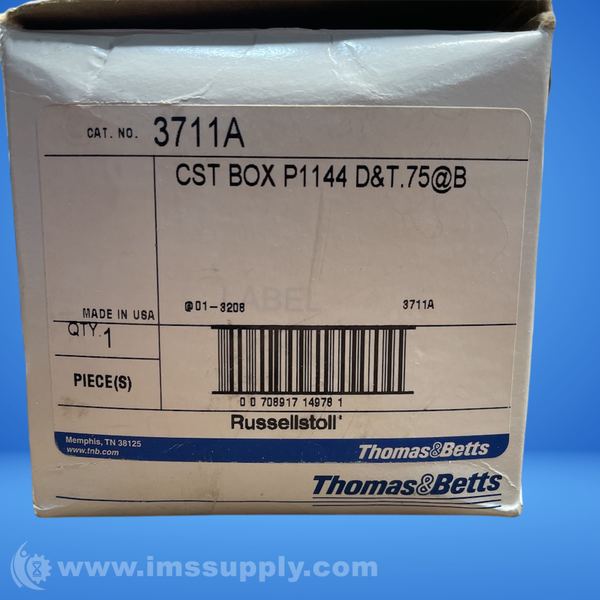 CAT. NO. 3711A
CST BOX P1144 D&T.75@B
LABEL
@01-3208 3711A
MADE IN USA
QTY. 1
PIECE(S)
0 0 708917 14978 1
Russellstoll
Memphis, TN 38125
www.tnb.com
Thomas&Betts
Thomas&Betts
www.imssupply.com